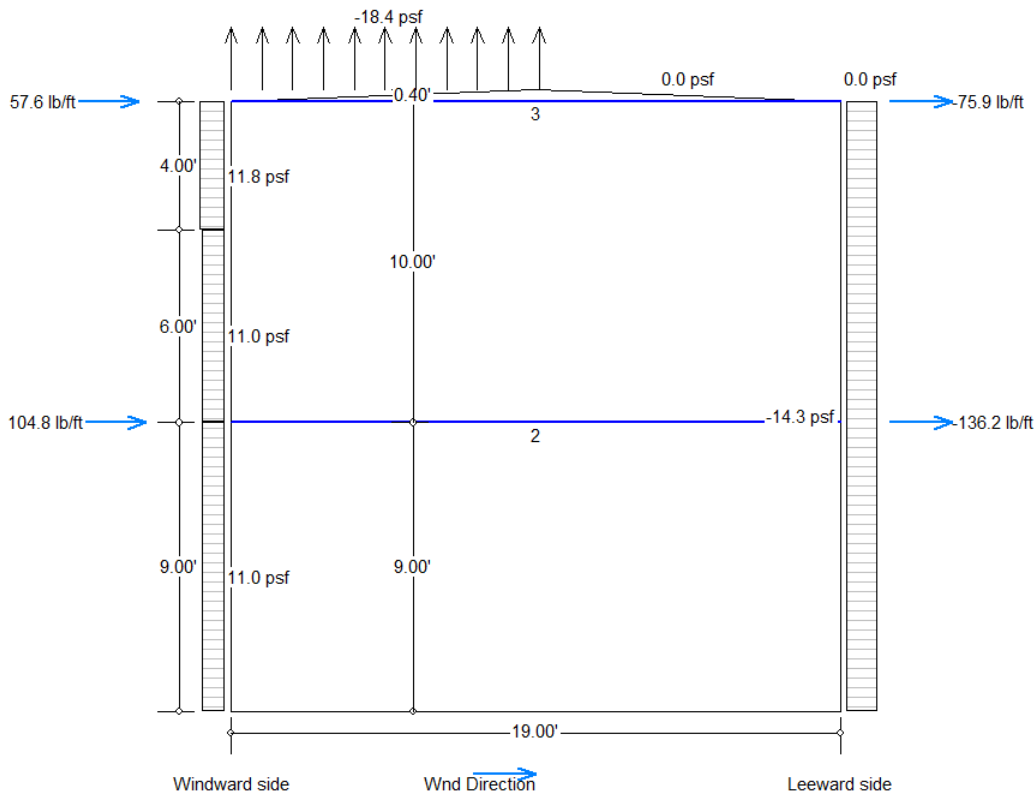 -18.4 psf
0.0 psf
0.0 psf
57.6 lb/ft
0.40'
-75.9 lb/ft
3
4.00'
11.8 psf
10.00'
6.00'
11.0 psf
104.8 lb/ft
-14.3 psf
-136.2 lb/ft
2
9.00'
11.0 psf
9.00'
19.00'
Windward side
Wnd Direction
Leeward side